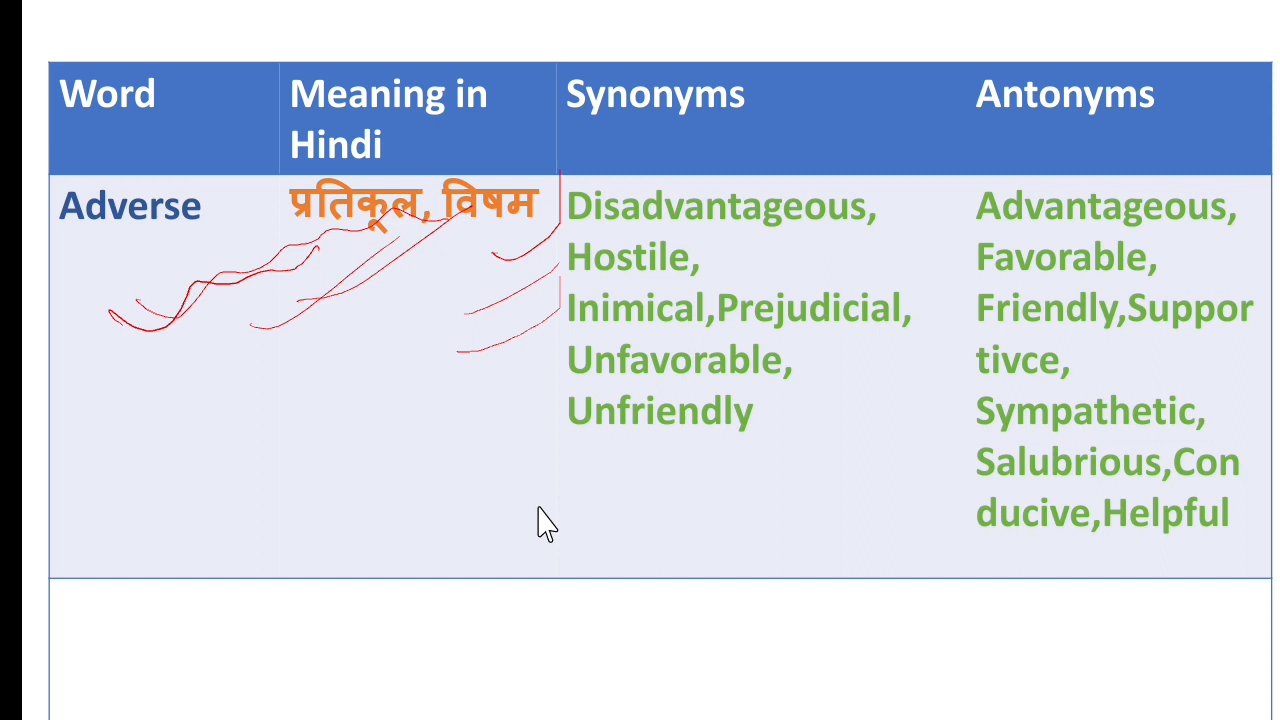 Word
Meaning in
Hindi
Synonyms
Antonyms
Adverse
प्रतिकूल, विषम
Disadvantageous,
Hostile,
Inimical,Prejudicial,
Unfavorable,
Unfriendly
Advantageous,
Favorable,
Friendly,Suppor
tivce,
Sympathetic,
Salubrious,Con
ducive,Helpful